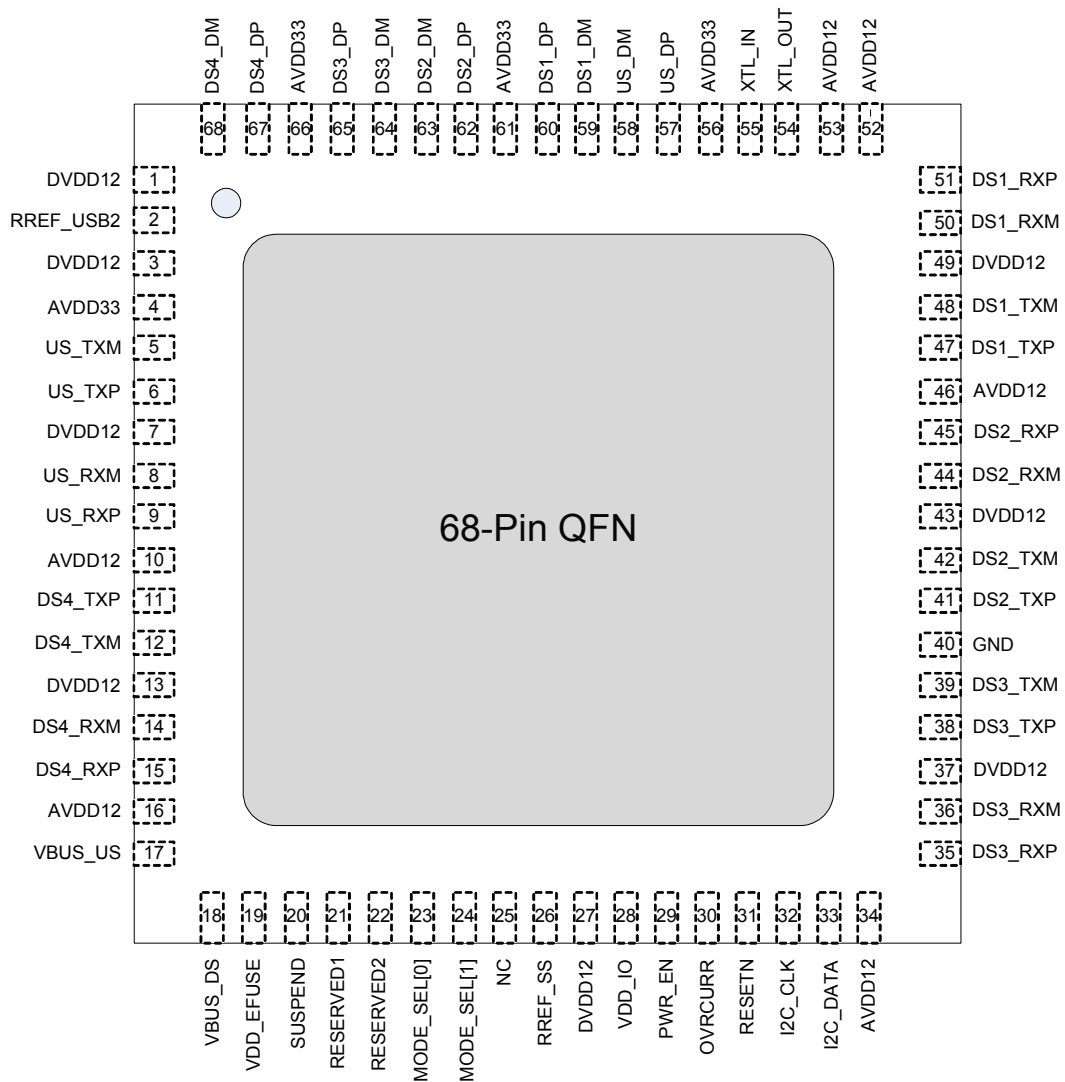 DS4_DM
DS4_DP
AVDD33
DS3_DP
DS3_DM
DS2_DM
DS2_DP
AVDD33
DS1_DP
DS1_DM
US_DM
US_DP
AVDD33
XTL_IN
XTL_OUT
AVDD12
AVDD12
68 67 66 65 64 63 62 61 60 59 58 57 56 55 54 53 52
DVDD12 1
RREF_USB2 2
DVDD12 3
AVDD33 4
US_TXM 5
US_TXP 6
DVDD12 7
US_RXM 8
US_RXP 9
AVDD12 10
DS4_TXP 11
DS4_TXM 12
DVDD12 13
DS4_RXM 14
DS4_RXP 15
AVDD12 16
VBUS_US 17
68-Pin QFN
51 DS1_RXP
50 DS1_RXM
49 DVDD12
48 DS1_TXM
47 DS1_TXP
46 AVDD12
45 DS2_RXP
44 DS2_RXM
43 DVDD12
42 DS2_TXM
41 DS2_TXP
40 GND
39 DS3_TXM
38 DS3_TXP
37 DVDD12
36 DS3_RXM
35 DS3_RXP
18 19 20 21 22 23 24 25 26 27 28 29 30 31 32 33 34
VBUS_DS
VDD_EFUSE
SUSPEND
RESERVED1
RESERVED2
MODE_SEL[0]
MODE_SEL[1]
NC
RREF_SS
DVDD12
VDD_IO
PWR_EN
OVRCURR
RESETN
I2C_CLK
I2C_DATA
AVDD12